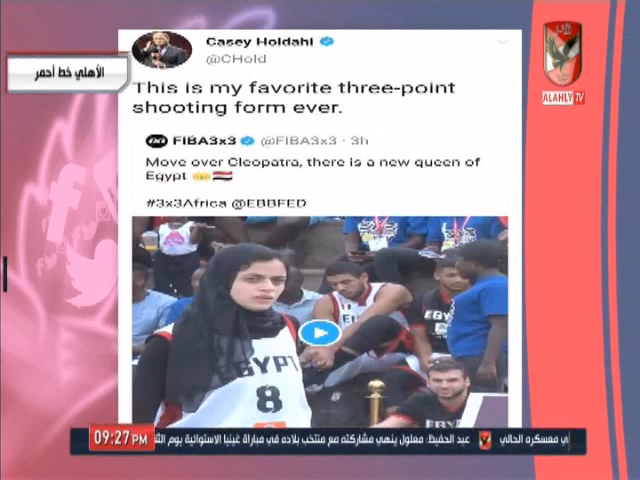 الأهلي خط أحمر
ALAHLY TV
Casey Holdahl
@CHold
This is my favorite three-point
shooting form ever.
FIBA3x3 @FIBA3x3 · 3h
Move over Cleopatra, there is a new queen of
Egypt
#3x3Africa @EBBFED
EGYPT
8
EGY
09:27 PM
عبد الحفيظ: معلول ينهي مشاركته مع منتخب بلاده في مباراة غينيا الاستوائية يوم
ي معسكره الحالي